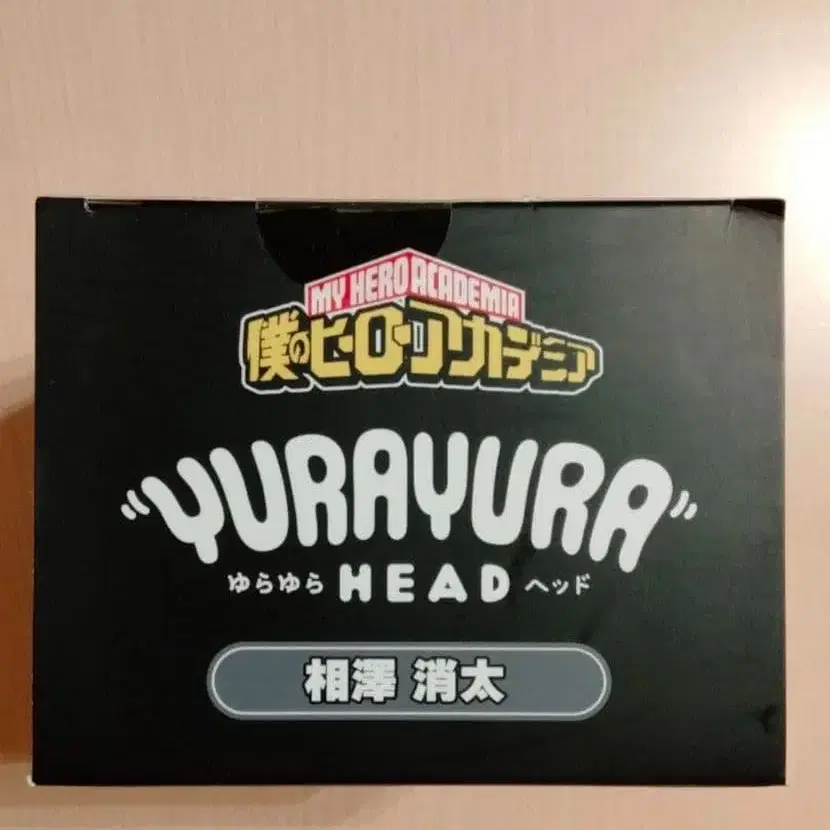 MY HERO ACADEMIA
僕のヒーローアカデミア
YURAYURA
ゆらゆら HEAD ヘッド
相澤 消太